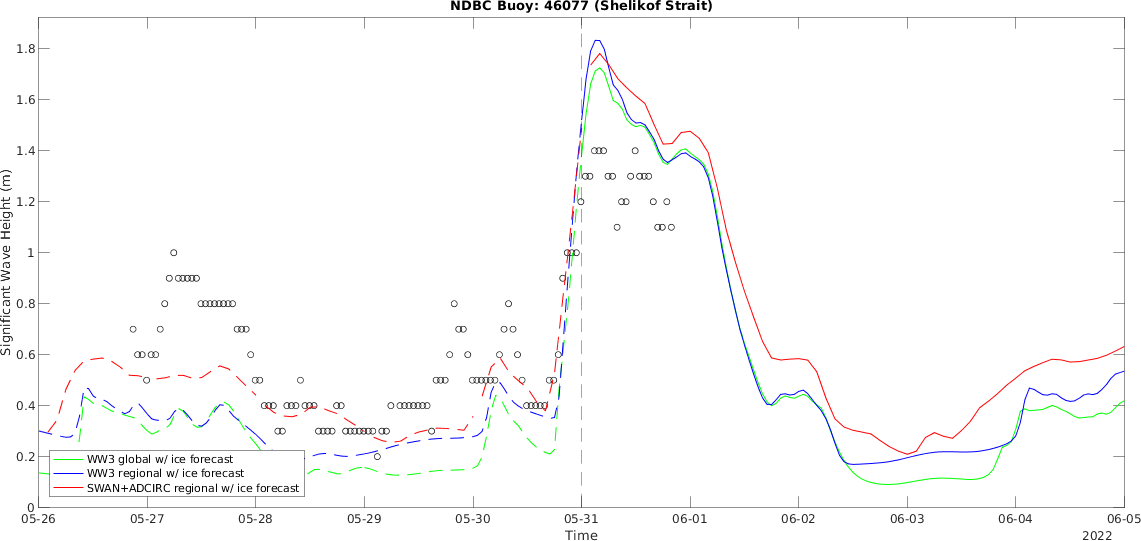 NDBC Buoy: 46077 (Shelikof Strait)
Significant Wave Height (m)
1.8
1.6
1.4
1.2
1
0.8
0.6
0.4
0.2
0
WW3 global w/ ice forecast
WW3 regional w/ ice forecast
SWAN+ADCIRC regional w/ ice forecast
05-26 05-27 05-28 05-29 05-30 05-31 06-01 06-02 06-03 06-04 06-05
Time
2022